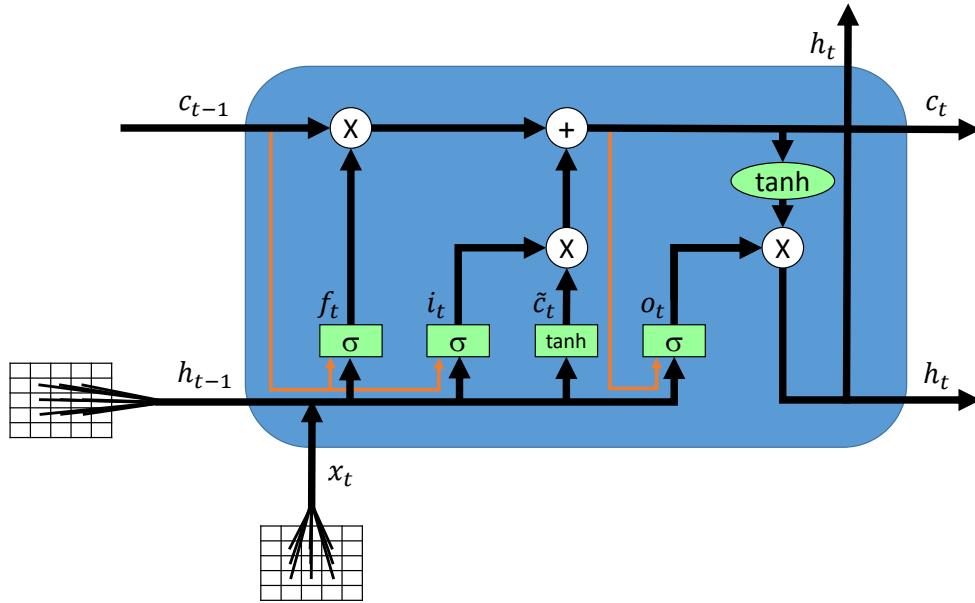 h_t
c_{t-1}
c_t
X
+
tanh
X
X
f_t
i_t
c̃_t
o_t
σ
σ
tanh
σ
h_{t-1}
h_t
x_t